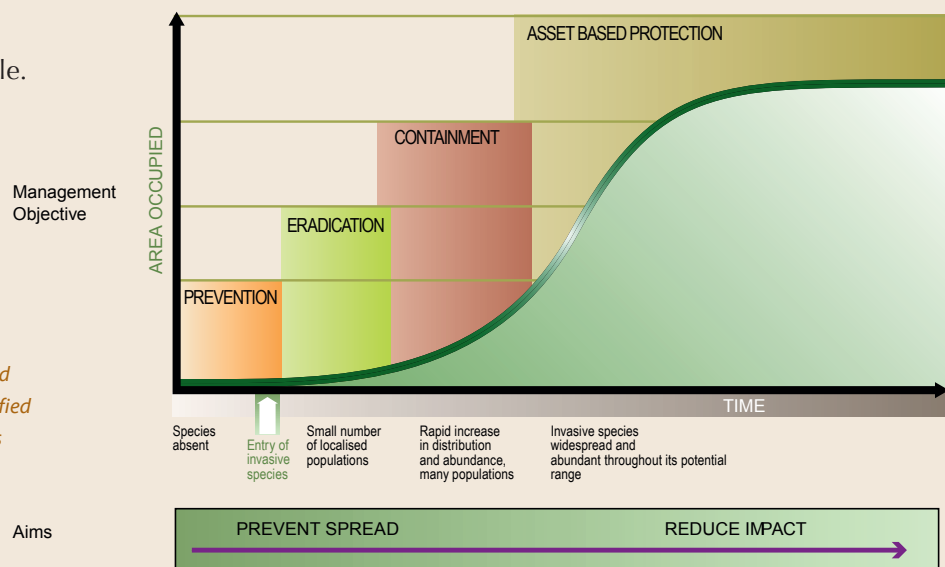 le.
ASSET BASED PROTECTION
CONTAINMENT
Management
Objective
AREA OCCUPIED
ERADICATION
PREVENTION
d
fied
s
TIME
Species
absent
Entry of
invasive
species
Small number
of localised
populations
Rapid increase
in distribution
and abundance,
many populations
Invasive species
widespread and
abundant throughout its potential
range
Aims
PREVENT SPREAD
REDUCE IMPACT